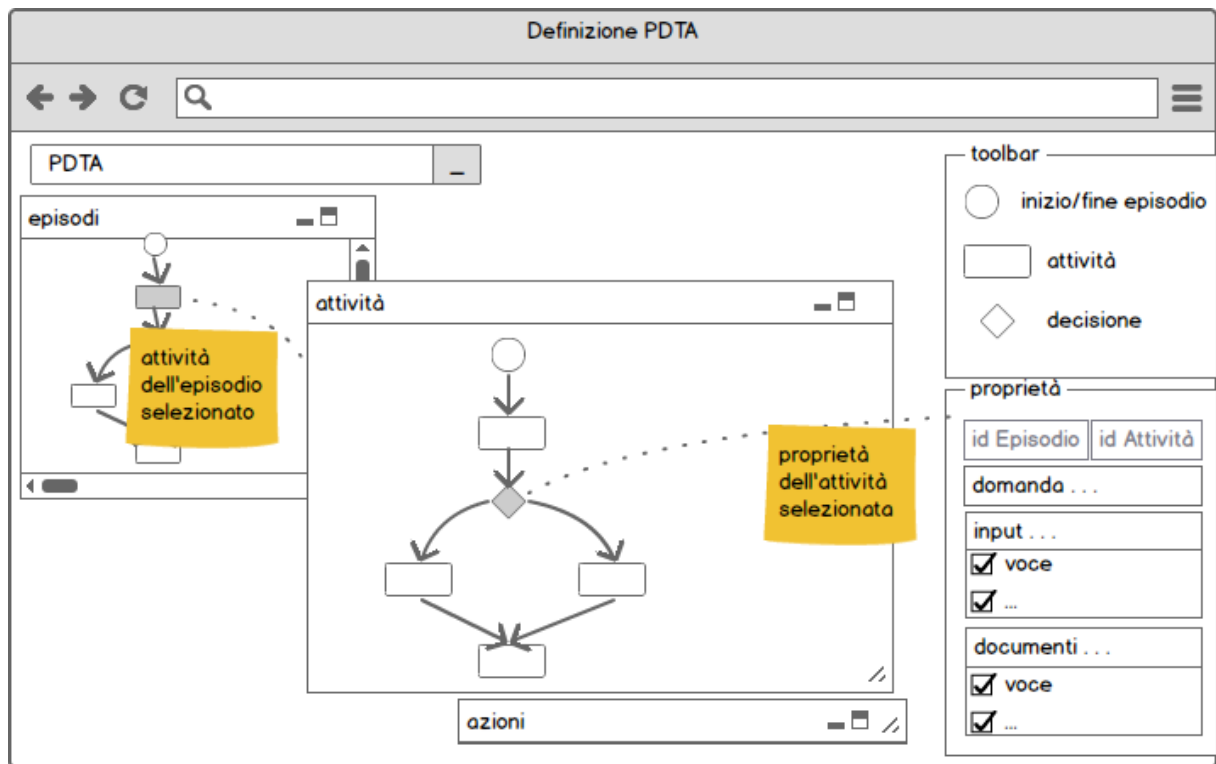 Definizione PDTA
PDTA
_
episodi
attività
dell'episodio
selezionato
attività
proprietà
dell'attività
selezionata
azioni
toolbar
inizio/fine episodio
attività
decisione
proprietà
id Episodio id Attività
domanda . . .
input . . .
voce
...
documenti . . .
voce
...